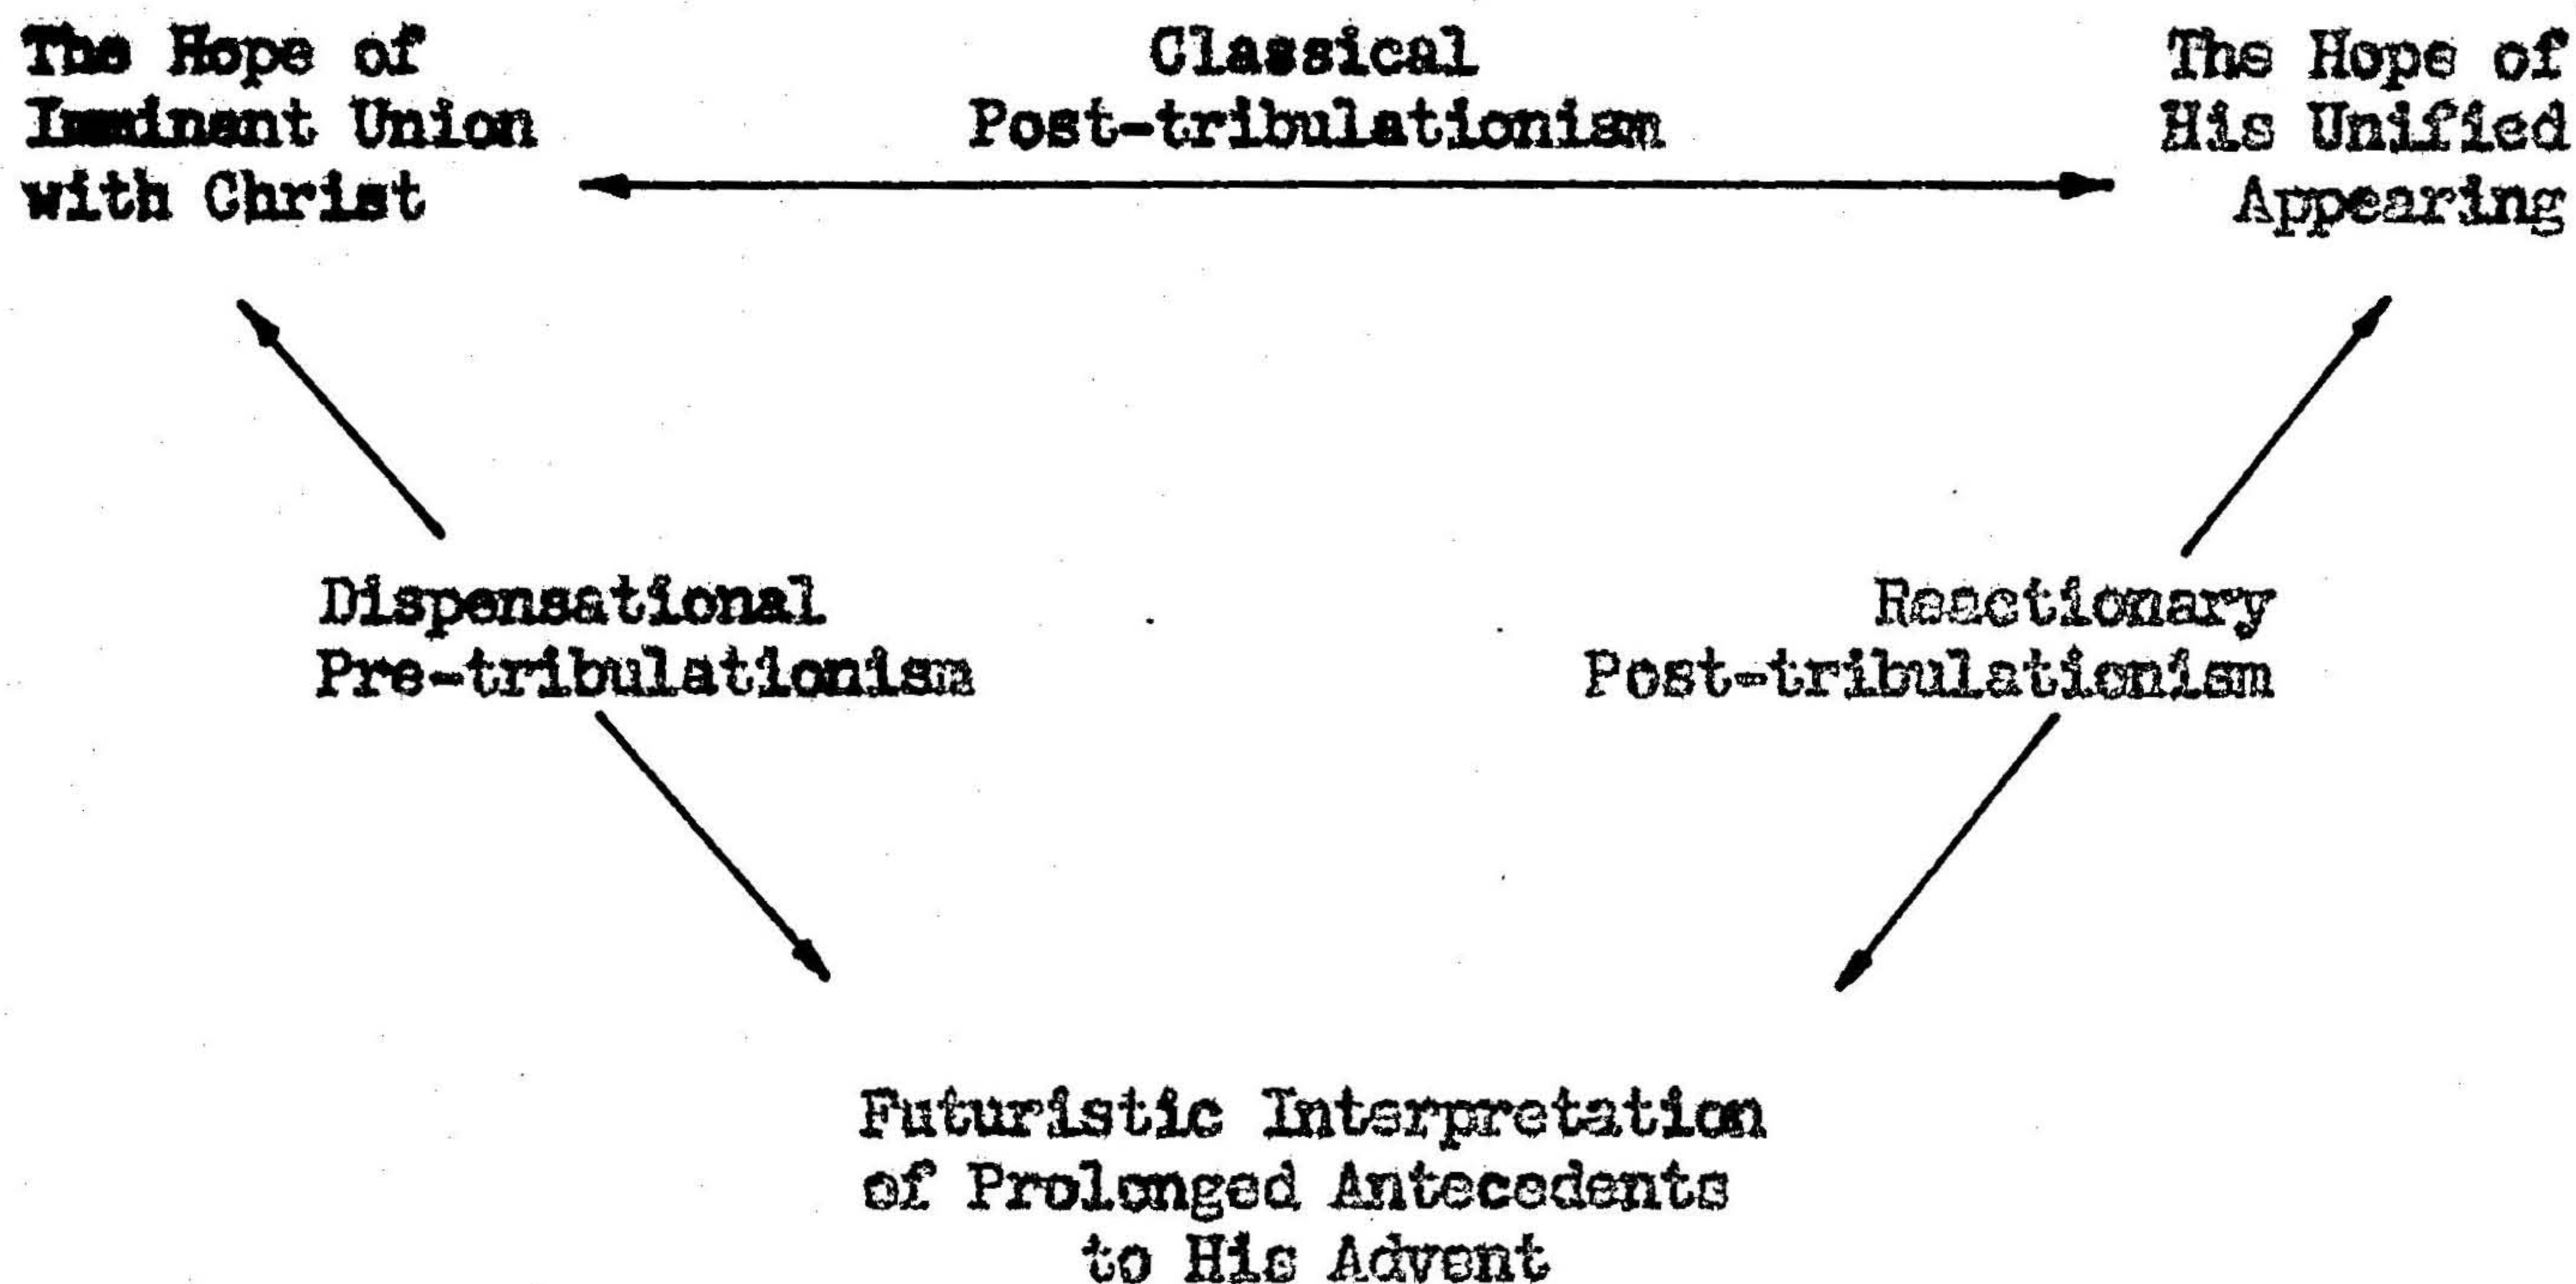 The Hope of
Imminent Union
with Christ
Classical
Post-tribulationism
The Hope of
His Unified
Appearing
Dispensational
Pre-tribulationism
Reactionary
Post-tribulationism
Futuristic Interpretation
of Prolonged Antecedents
to His Advent